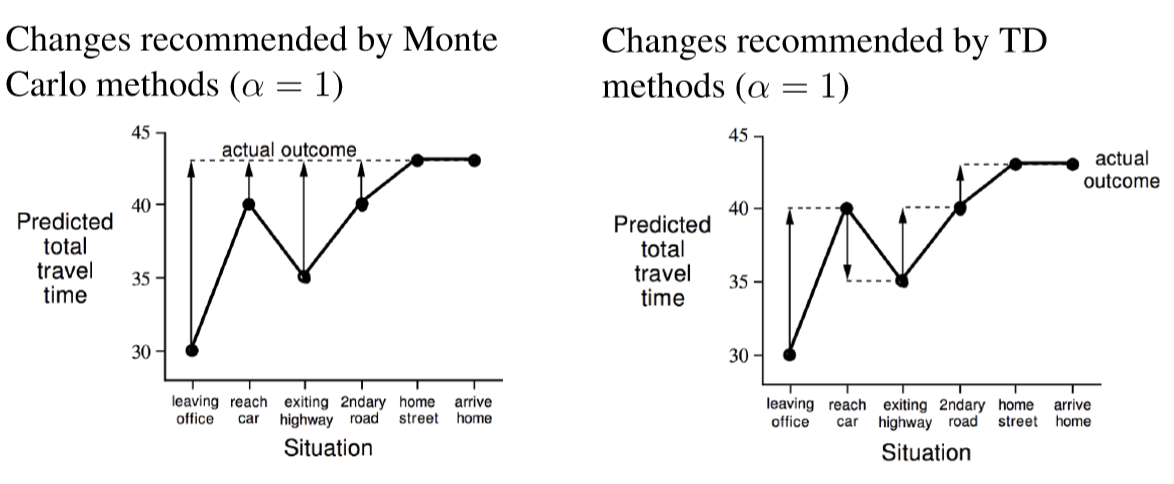 Changes recommended by Monte
Carlo methods (α = 1)
45
actual outcome
40
Predicted
total
travel
time
35
30
leaving reach exiting 2ndary home arrive
office car highway road street home
Situation
Changes recommended by TD
methods (α = 1)
45
actual
outcome
40
Predicted
total
travel
time
35
30
leaving reach exiting 2ndary home arrive
office car highway road street home
Situation